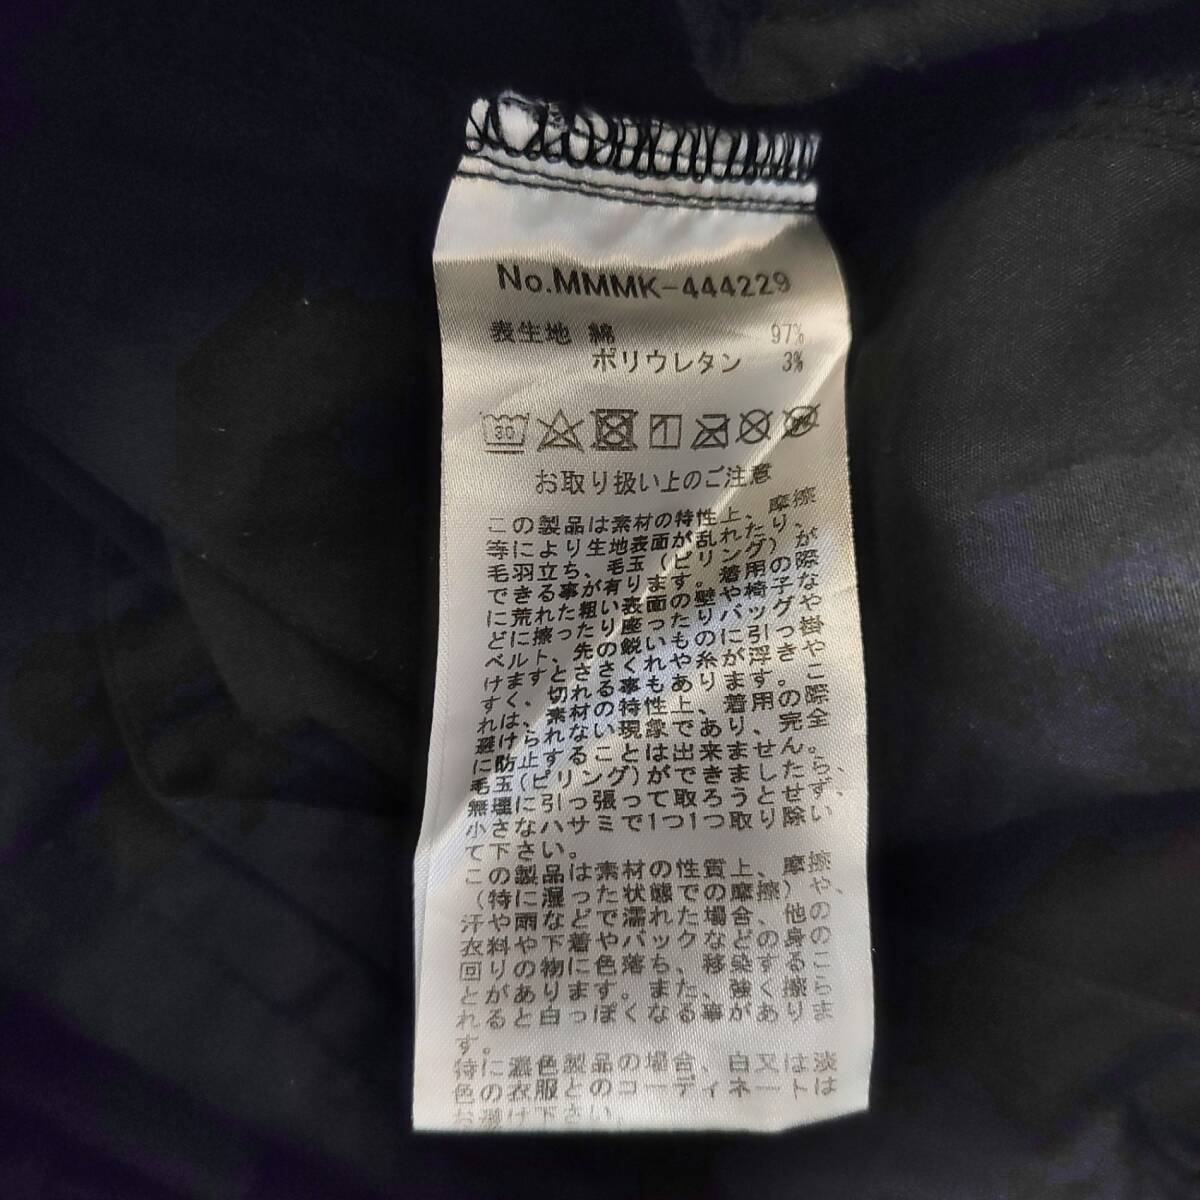 No.MMMK-444229
表生地 綿 97%
ポリウレタン 3%
30
お取り扱い上のご注意
この製品は素材の特性上、摩擦
等により生地表面が乱れたり、
毛羽立ち、毛玉(ピリング)が
できる事が有ります。着用の際
に荒れた粗い表面の壁や椅子な
どに擦ったり座ったりバッグや
ベルト、先の鋭いもの に引っ掛
けますとささくれや糸が浮きや
すく、切れる事もあります。こ
れは、素材の特性上、着用の際
避けられない現象であり、完全
に防止することは出来ません。
毛玉(ピリング)ができましたら、
無理に引っ張って取ろうとせず、
小さなハサミで1つ1つ取り除い
て下さい。
この製品は素材の性質上、摩擦
(特に湿った状態での摩擦)や、
汗や雨などで濡れた場合、他の
衣料や下着やバックなどの身の
回りの物に色落ち、移染するこ
とがあります。また、強く擦ら
れると白っぽくなる事がありま
す。
特に濃色製品の場合、白又は淡
色の衣服とのコーディネートは
お避け下さい。